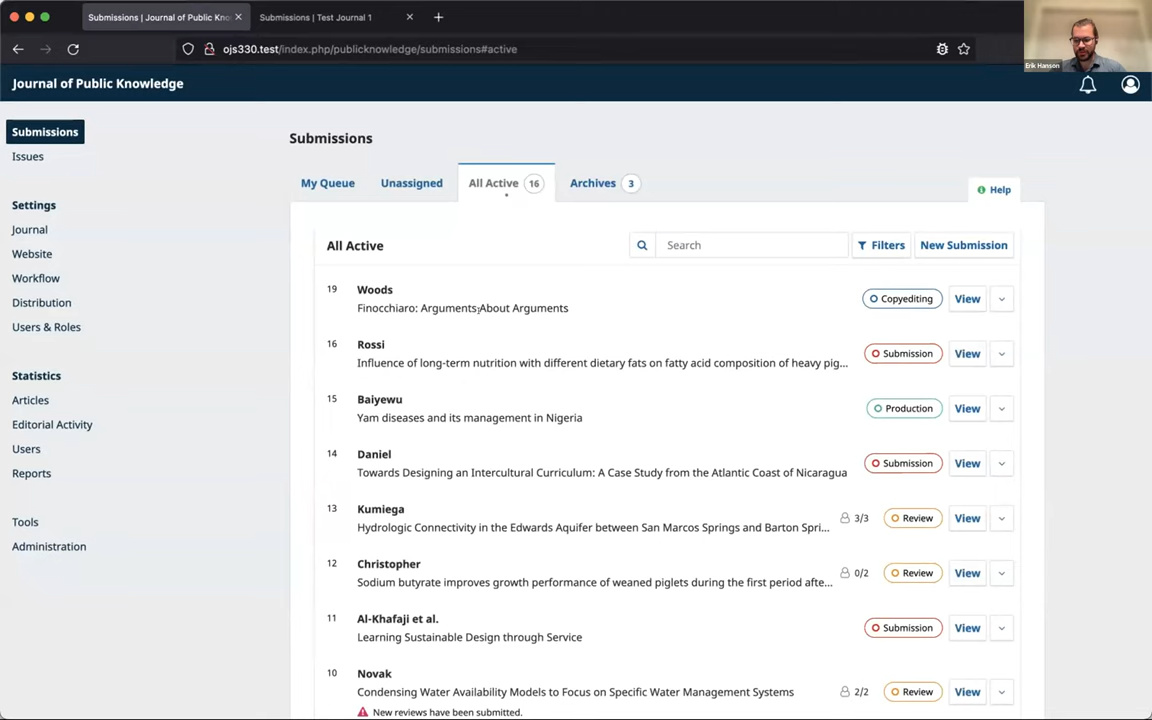 Submissions | Journal of Public Kno
Submissions | Test Journal 1
ojs330.test/index.php/publicknowledge/submissions#active
Erik Hanson
Journal of Public Knowledge
Submissions
Issues
Settings
Journal
Website
Workflow
Distribution
Users & Roles
Statistics
Articles
Editorial Activity
Users
Reports
Tools
Administration
Submissions
My Queue
Unassigned
All Active 16
Archives 3
Help
All Active
Search
Filters
New Submission
19 Woods
Finocchiaro: Arguments About Arguments
Copyediting View
16 Rossi
Influence of long-term nutrition with different dietary fats on fatty acid composition of heavy pig...
Submission View
15 Baiyewu
Yam diseases and its management in Nigeria
Production View
14 Daniel
Towards Designing an Intercultural Curriculum: A Case Study from the Atlantic Coast of Nicaragua
Submission View
13 Kumiega
Hydrologic Connectivity in the Edwards Aquifer between San Marcos Springs and Barton Spri...
3/3 Review View
12 Christopher
Sodium butyrate improves growth performance of weaned piglets during the first period afte...
0/2 Review View
11 Al-Khafaji et al.
Learning Sustainable Design through Service
Submission View
10 Novak
Condensing Water Availability Models to Focus on Specific Water Management Systems
2/2 Review View
New reviews have been submitted.